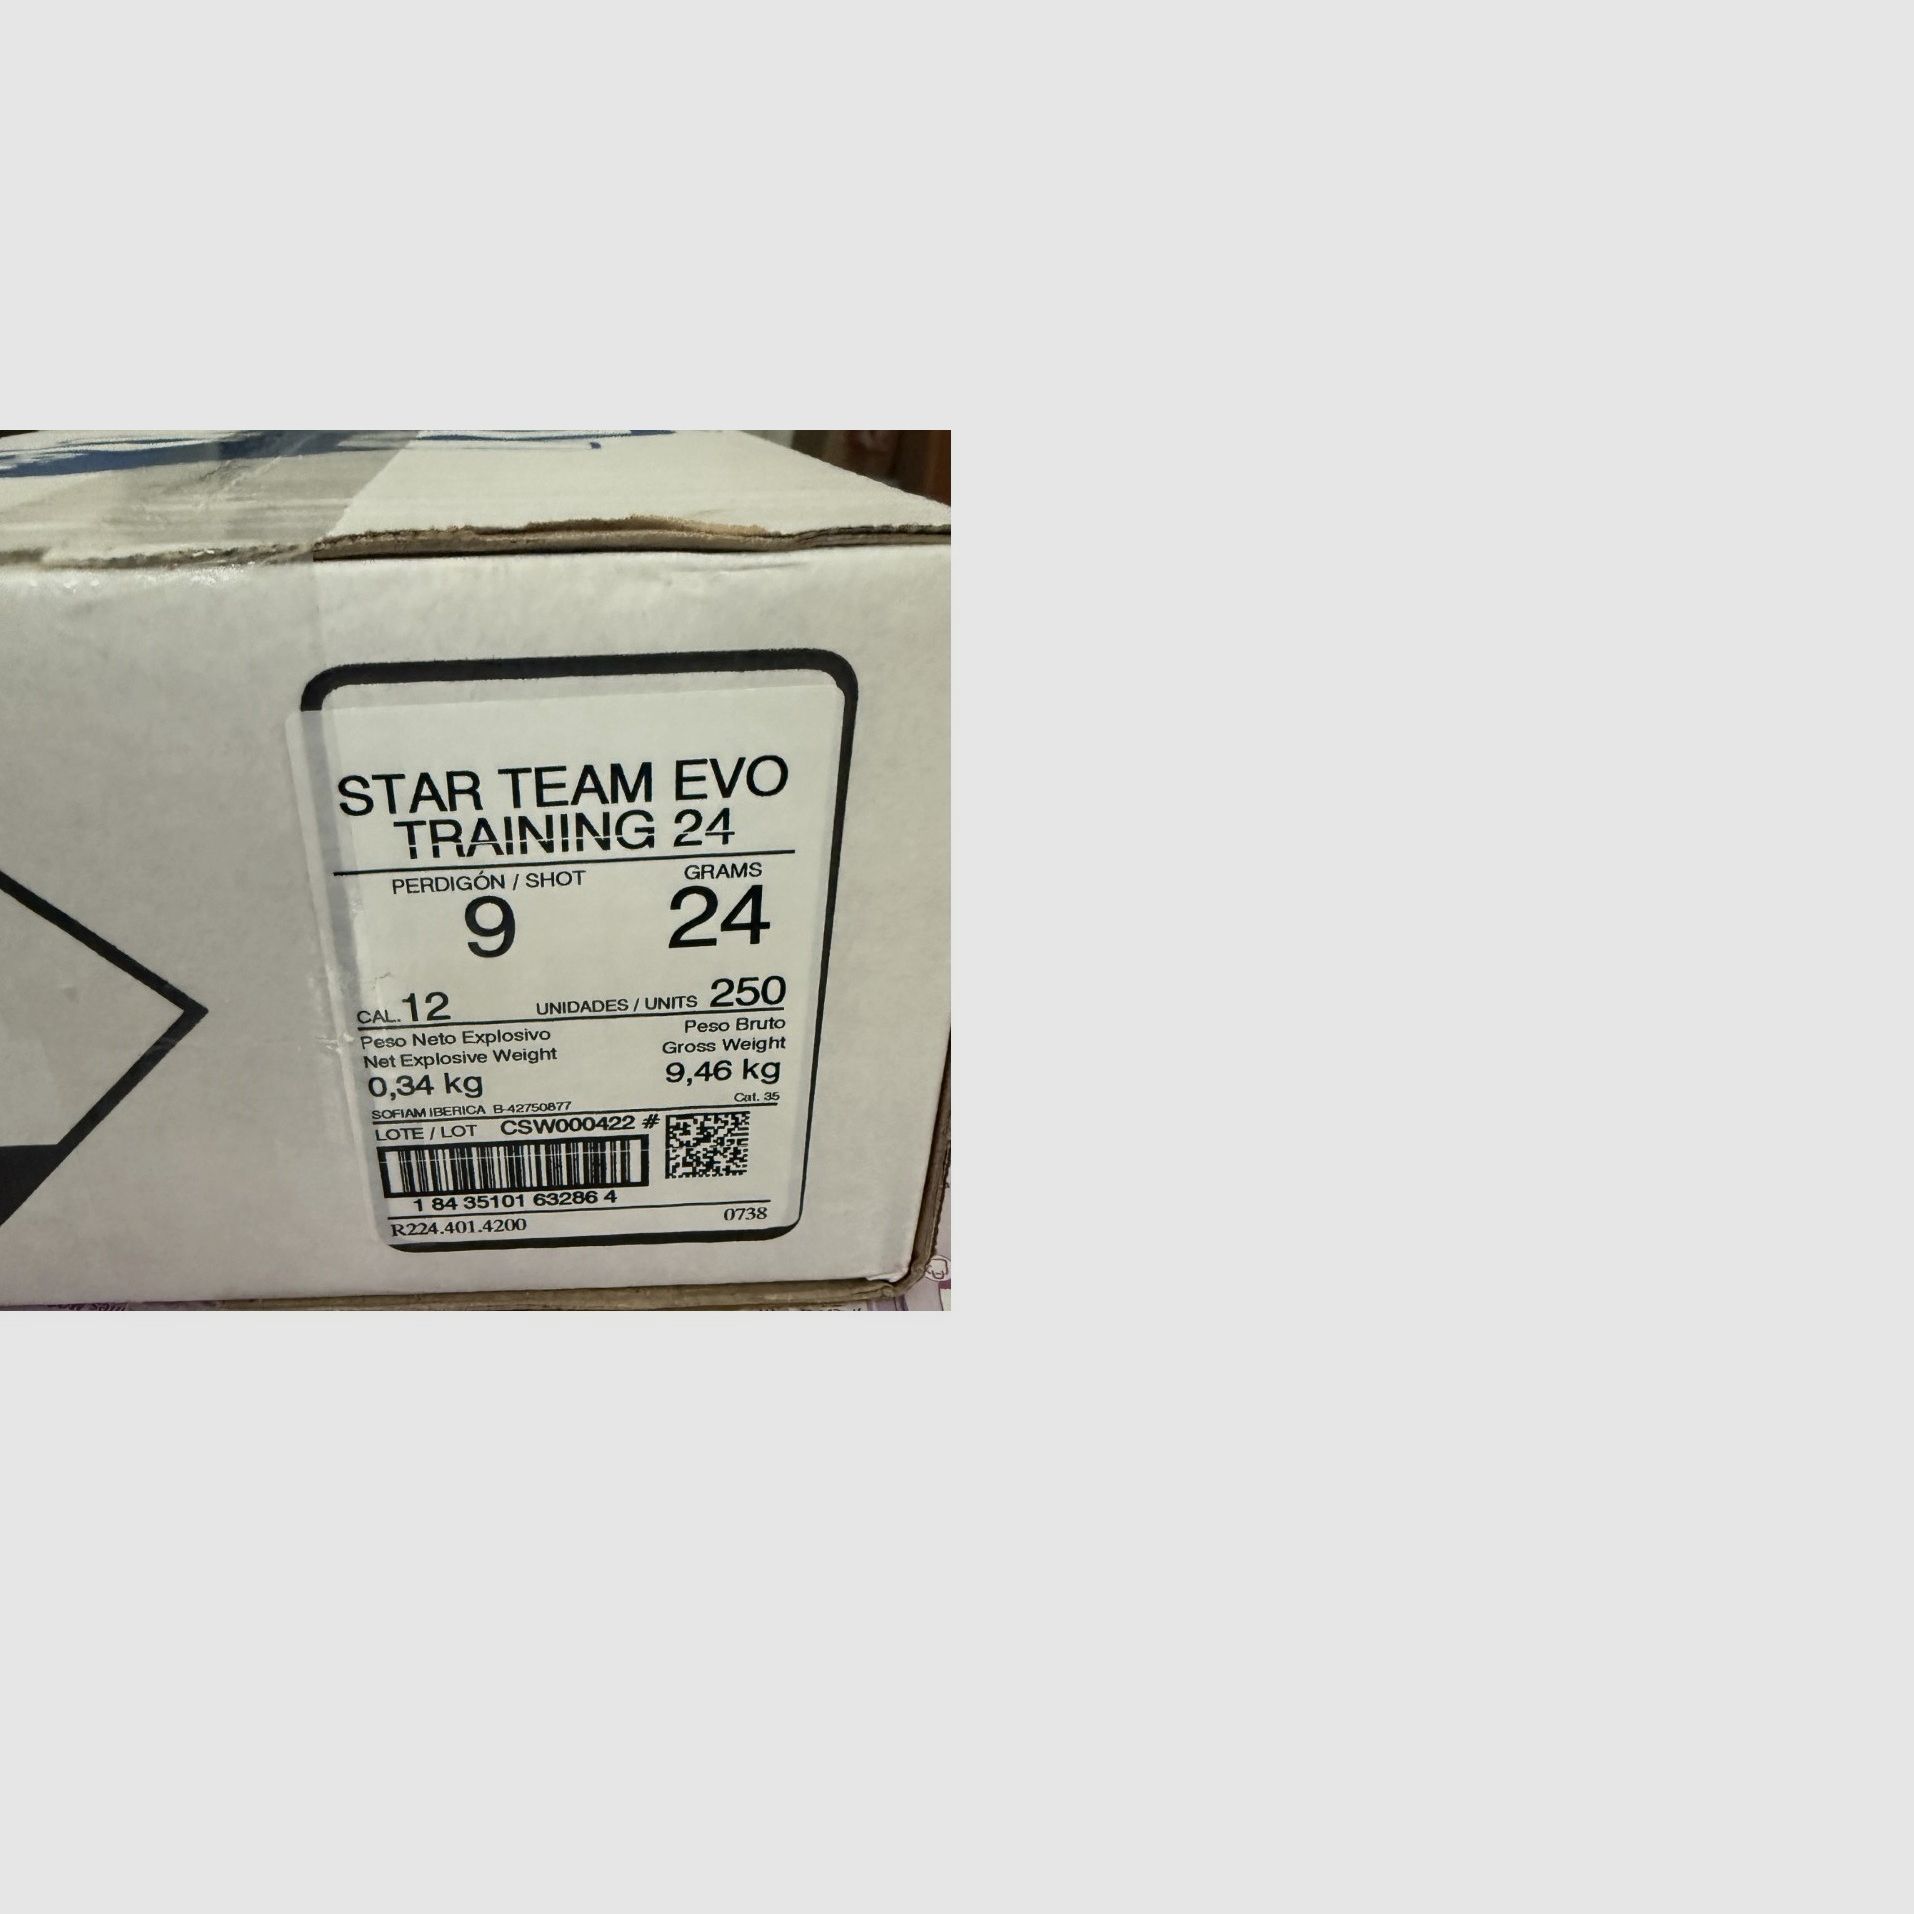 STAR TEAM EVO
TRAINING 24
PERDIGÓN / SHOT GRAMS
9 24
CAL. 12 UNIDADES / UNITS 250
Peso Neto Explosivo Peso Bruto
Net Explosive Weight Gross Weight
0,34 kg 9,46 kg
SOFIAM IBERICA B-42750877 Cat. 35
LOTE / LOT CSW000422 #
1 84 35101 63286 4
R224.401.4200 0738